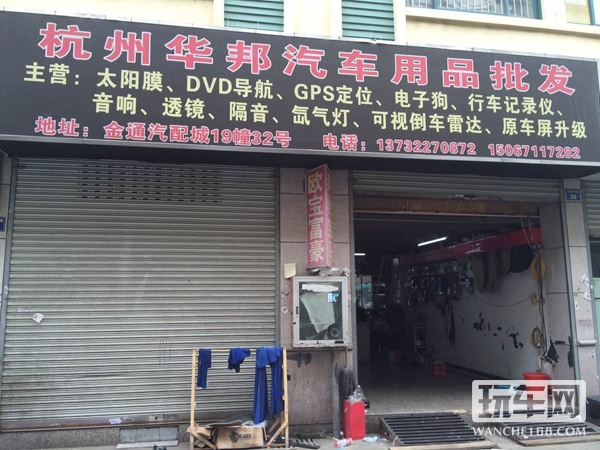 杭州华邦汽车用品批发
主营：太阳膜、DVD导航、GPS定位、电子狗、行车记录仪、
音响、透镜、隔音、氙气灯、可视倒车雷达、原车屏升级
地址：金通汽配城19幢32号 电话：13732270872 15067117282
欧宝富豪
玩车网
WANCHE168.COM